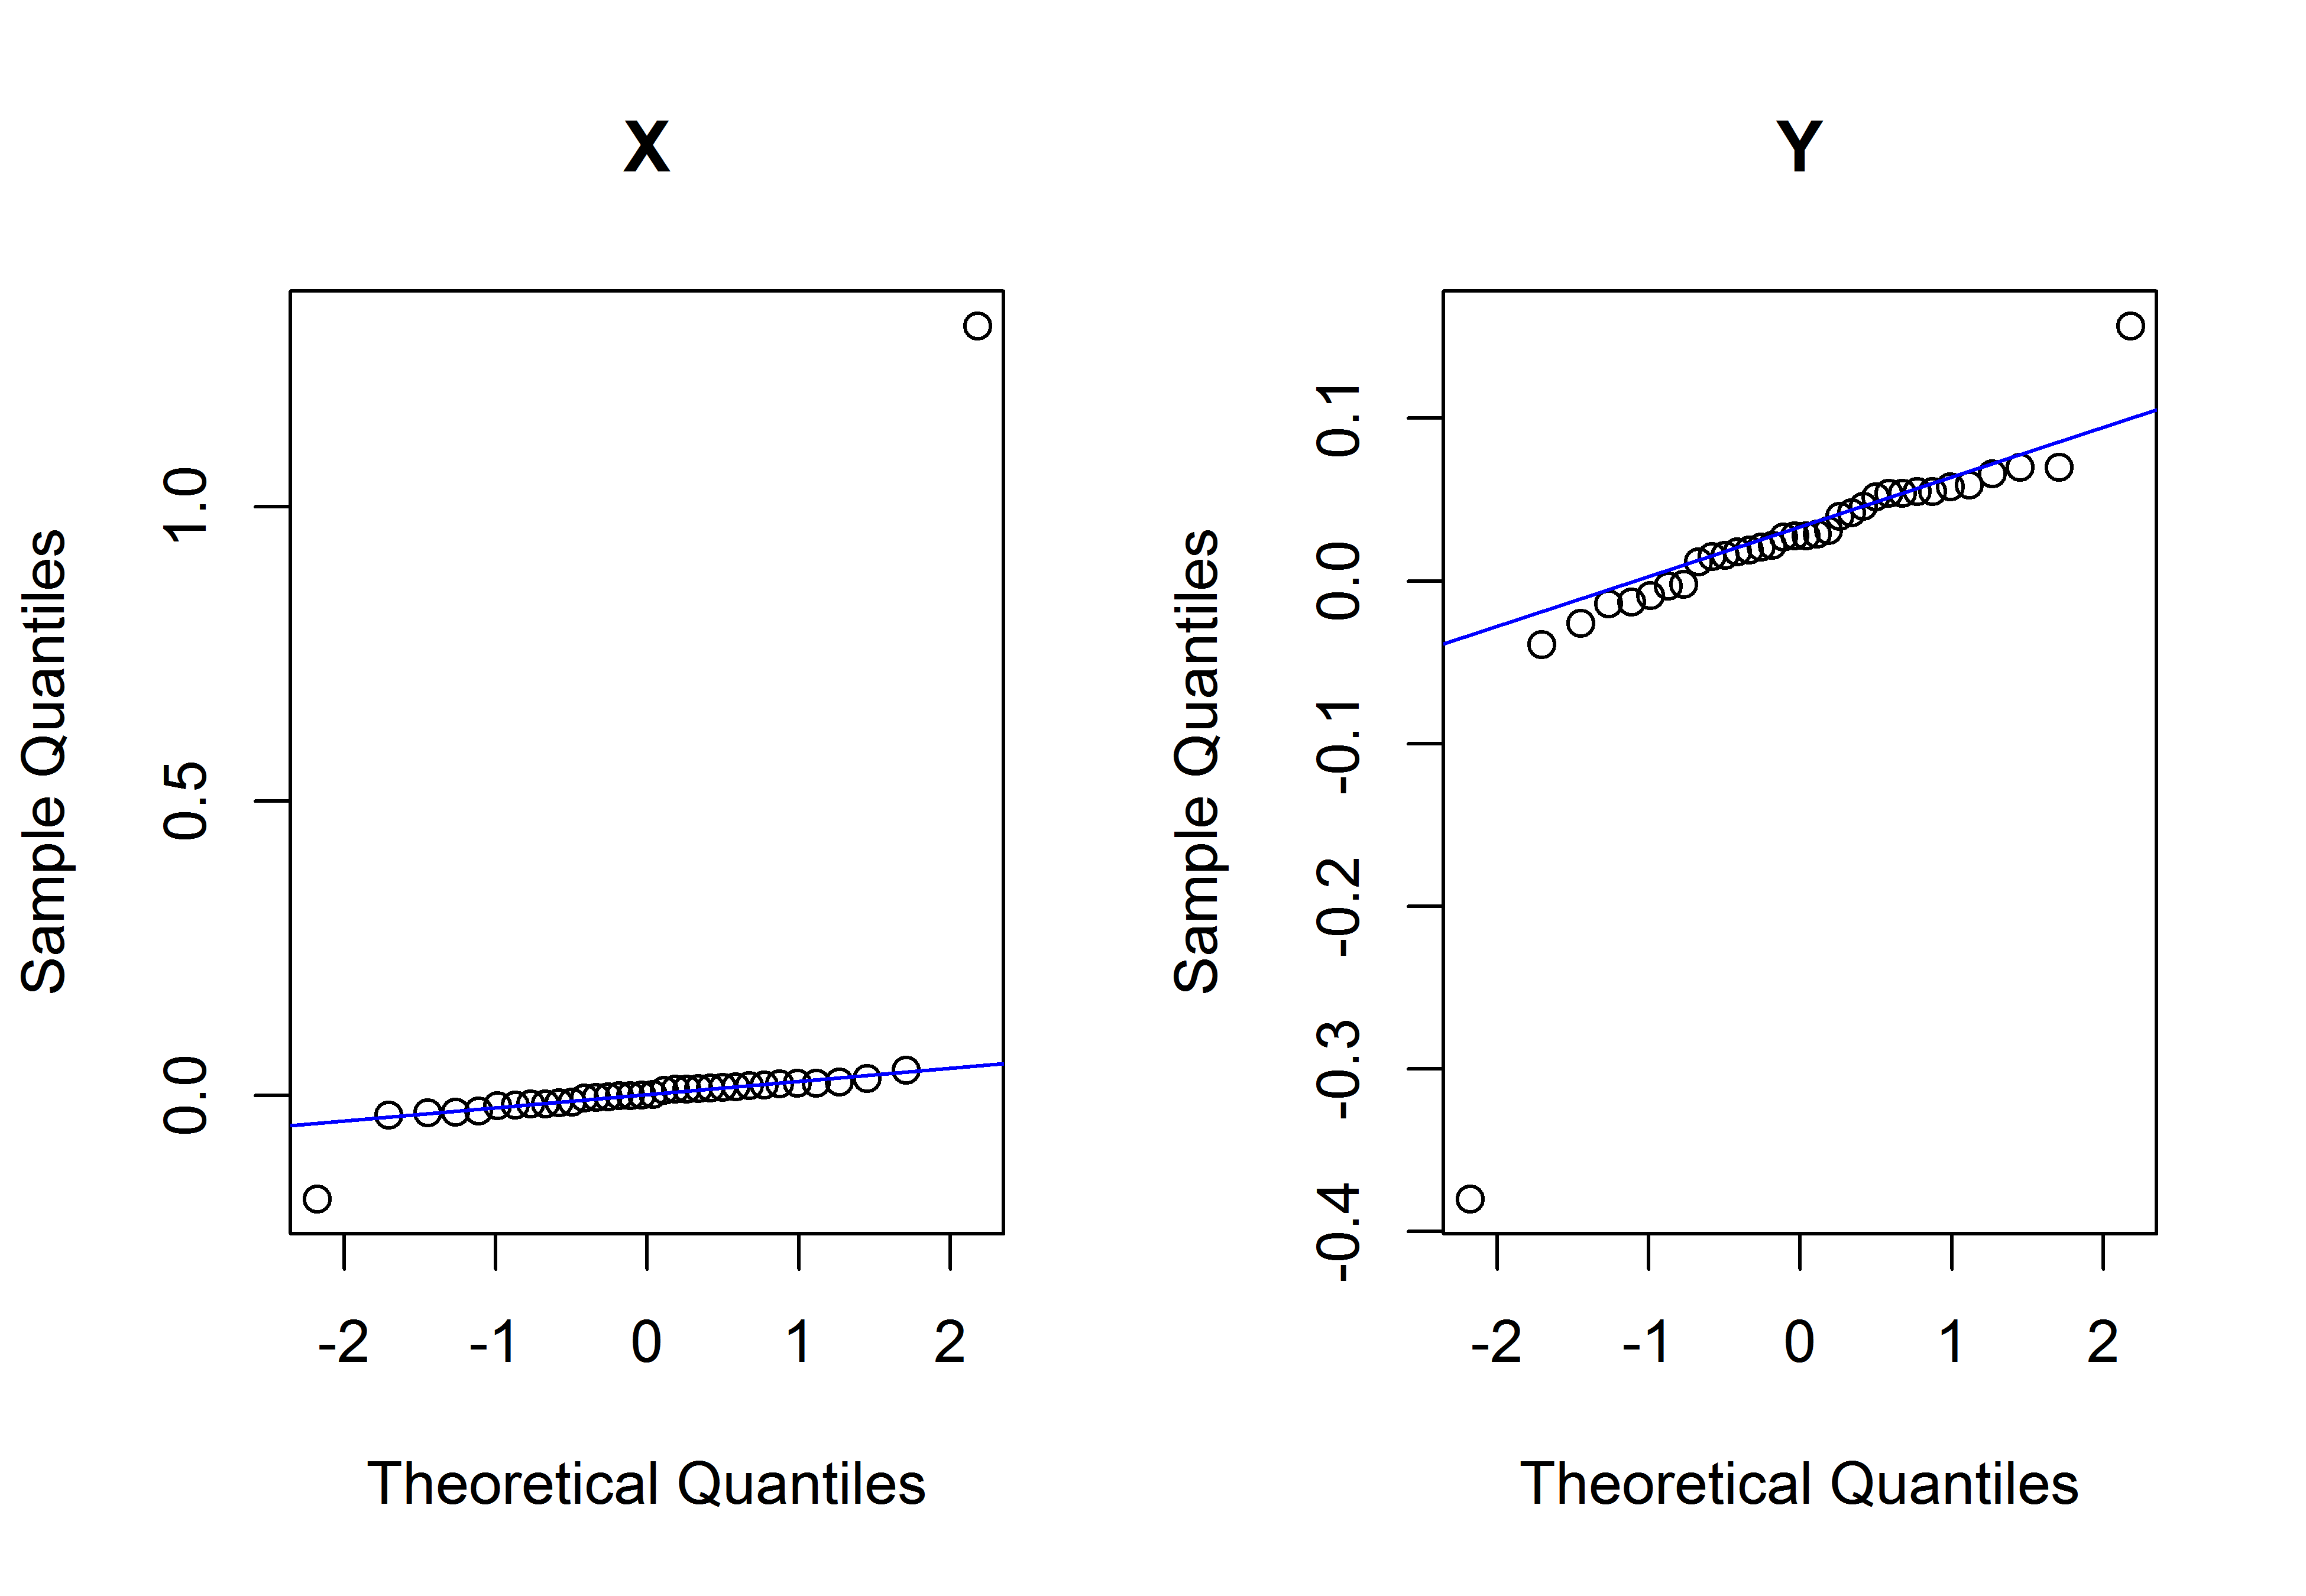 X
Sample Quantiles
1.0
0.5
0.0
-2 -1 0 1 2
Theoretical Quantiles
Y
Sample Quantiles
0.1
0.0
-0.1
-0.2
-0.3
-0.4
-2 -1 0 1 2
Theoretical Quantiles